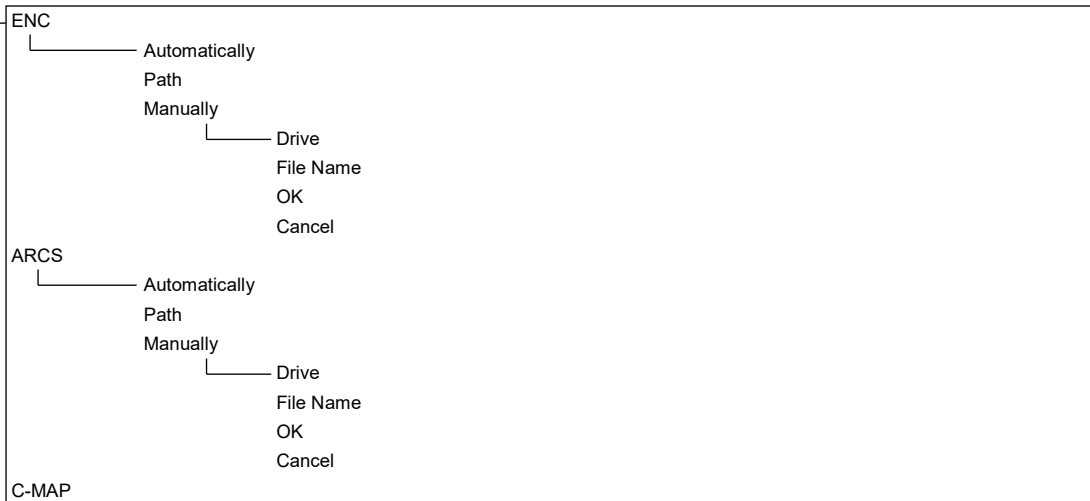 ENC
Automatically
Path
Manually
Drive
File Name
OK
Cancel
ARCS
Automatically
Path
Manually
Drive
File Name
OK
Cancel
C-MAP